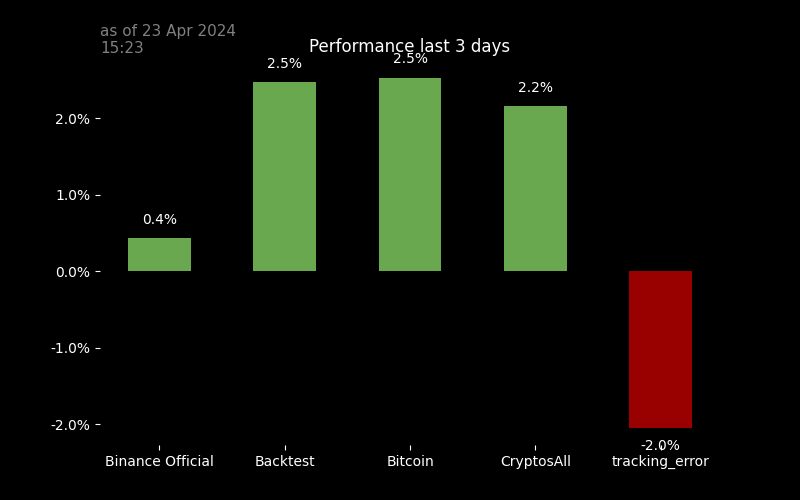 as of 23 Apr 2024
15:23
Performance last 3 days
2.5%
2.5%
2.2%
2.0%
1.0%
0.4%
0.0%
-1.0%
-2.0%
-2.0%
Binance Official
Backtest
Bitcoin
CryptosAll
tracking_error